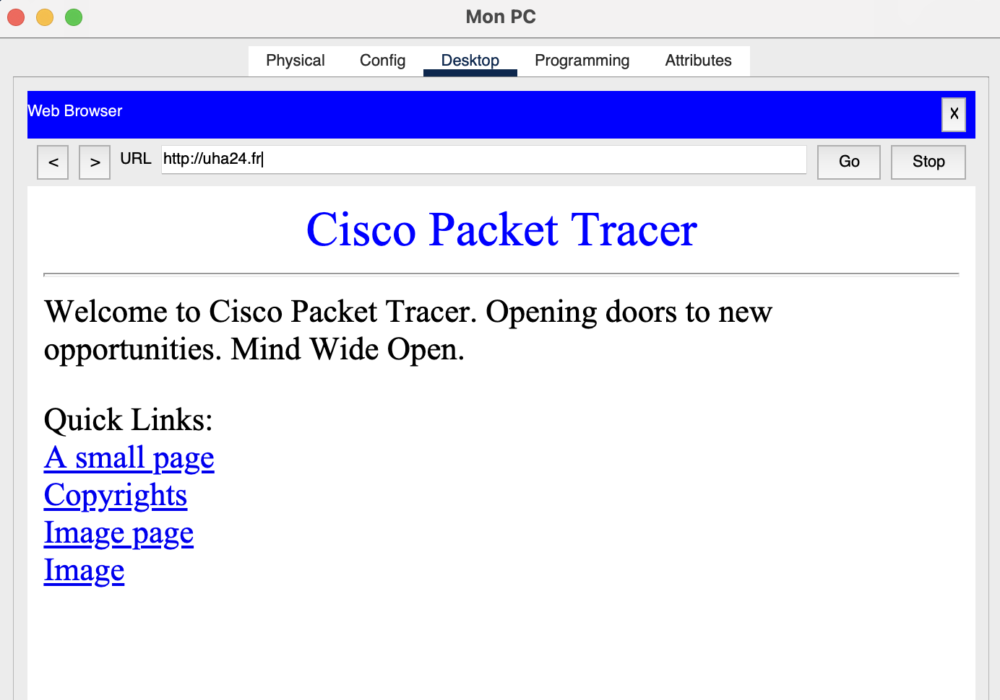 Mon PC
Physical Config Desktop Programming Attributes
Web Browser X
< > URL http://uha24.fr Go Stop
Cisco Packet Tracer
Welcome to Cisco Packet Tracer. Opening doors to new
opportunities. Mind Wide Open.
Quick Links:
A small page
Copyrights
Image page
Image